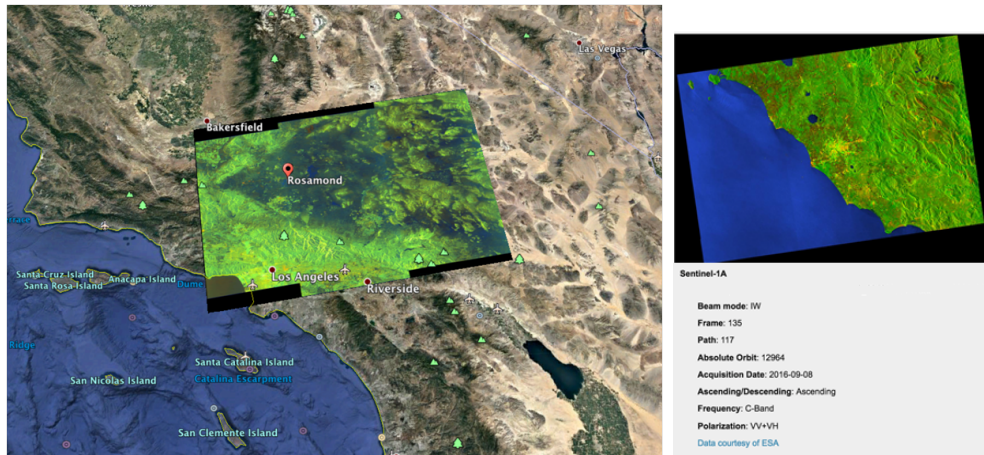 Las Vegas
Bakersfield
Rosamond
Santa Cruz Island
Anacapa Island
Santa Rosa Island
Dume
Los Angeles
Riverside
Ridge
Santa Catalina Island
Catalina Escarpment
San Nicolas Island
San Clemente Island
Sentinel-1A
Beam mode: IW
Frame: 135
Path: 117
Absolute Orbit: 12964
Acquisition Date: 2016-09-08
Ascending/Descending: Ascending
Frequency: C-Band
Polarization: VV+VH
Data courtesy of ESA